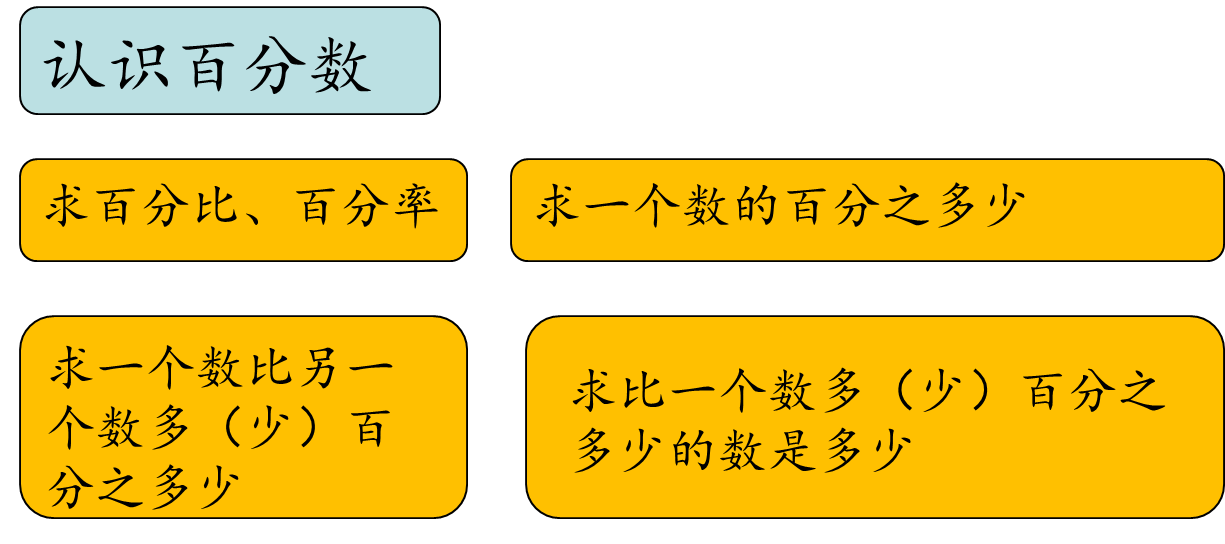 认识百分数
求百分比、百分率
求一个数的百分之多少
求一个数比另一
个数多（少）百
分之多少
求比一个数多（少）百分之
多少的数是多少